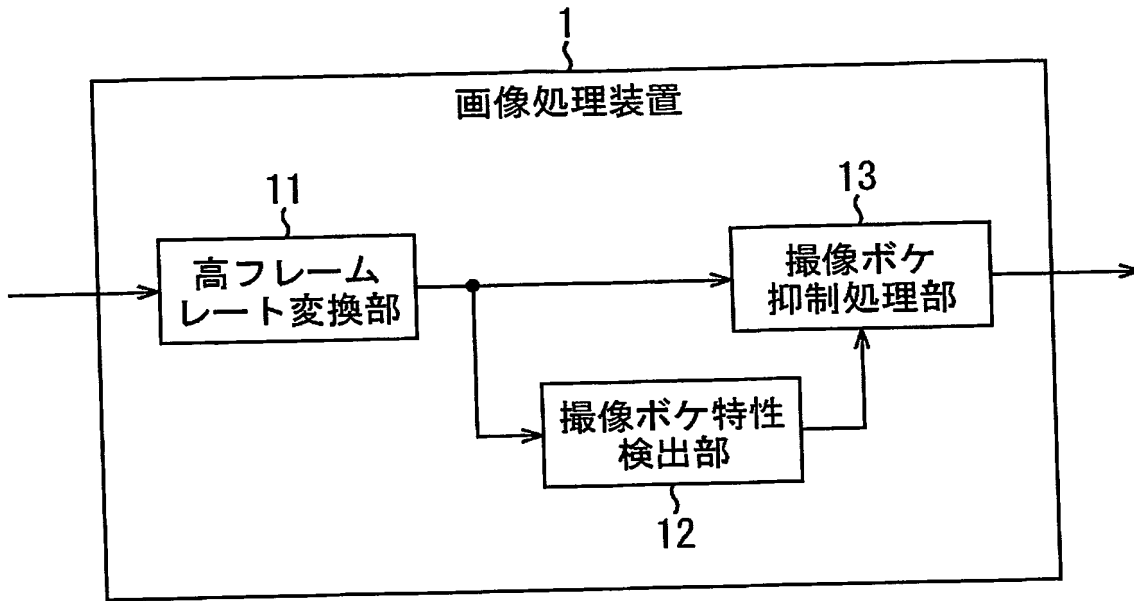 1
画像処理装置
11
高フレーム
レート変換部
13
撮像ボケ
抑制処理部
撮像ボケ特性
検出部
12